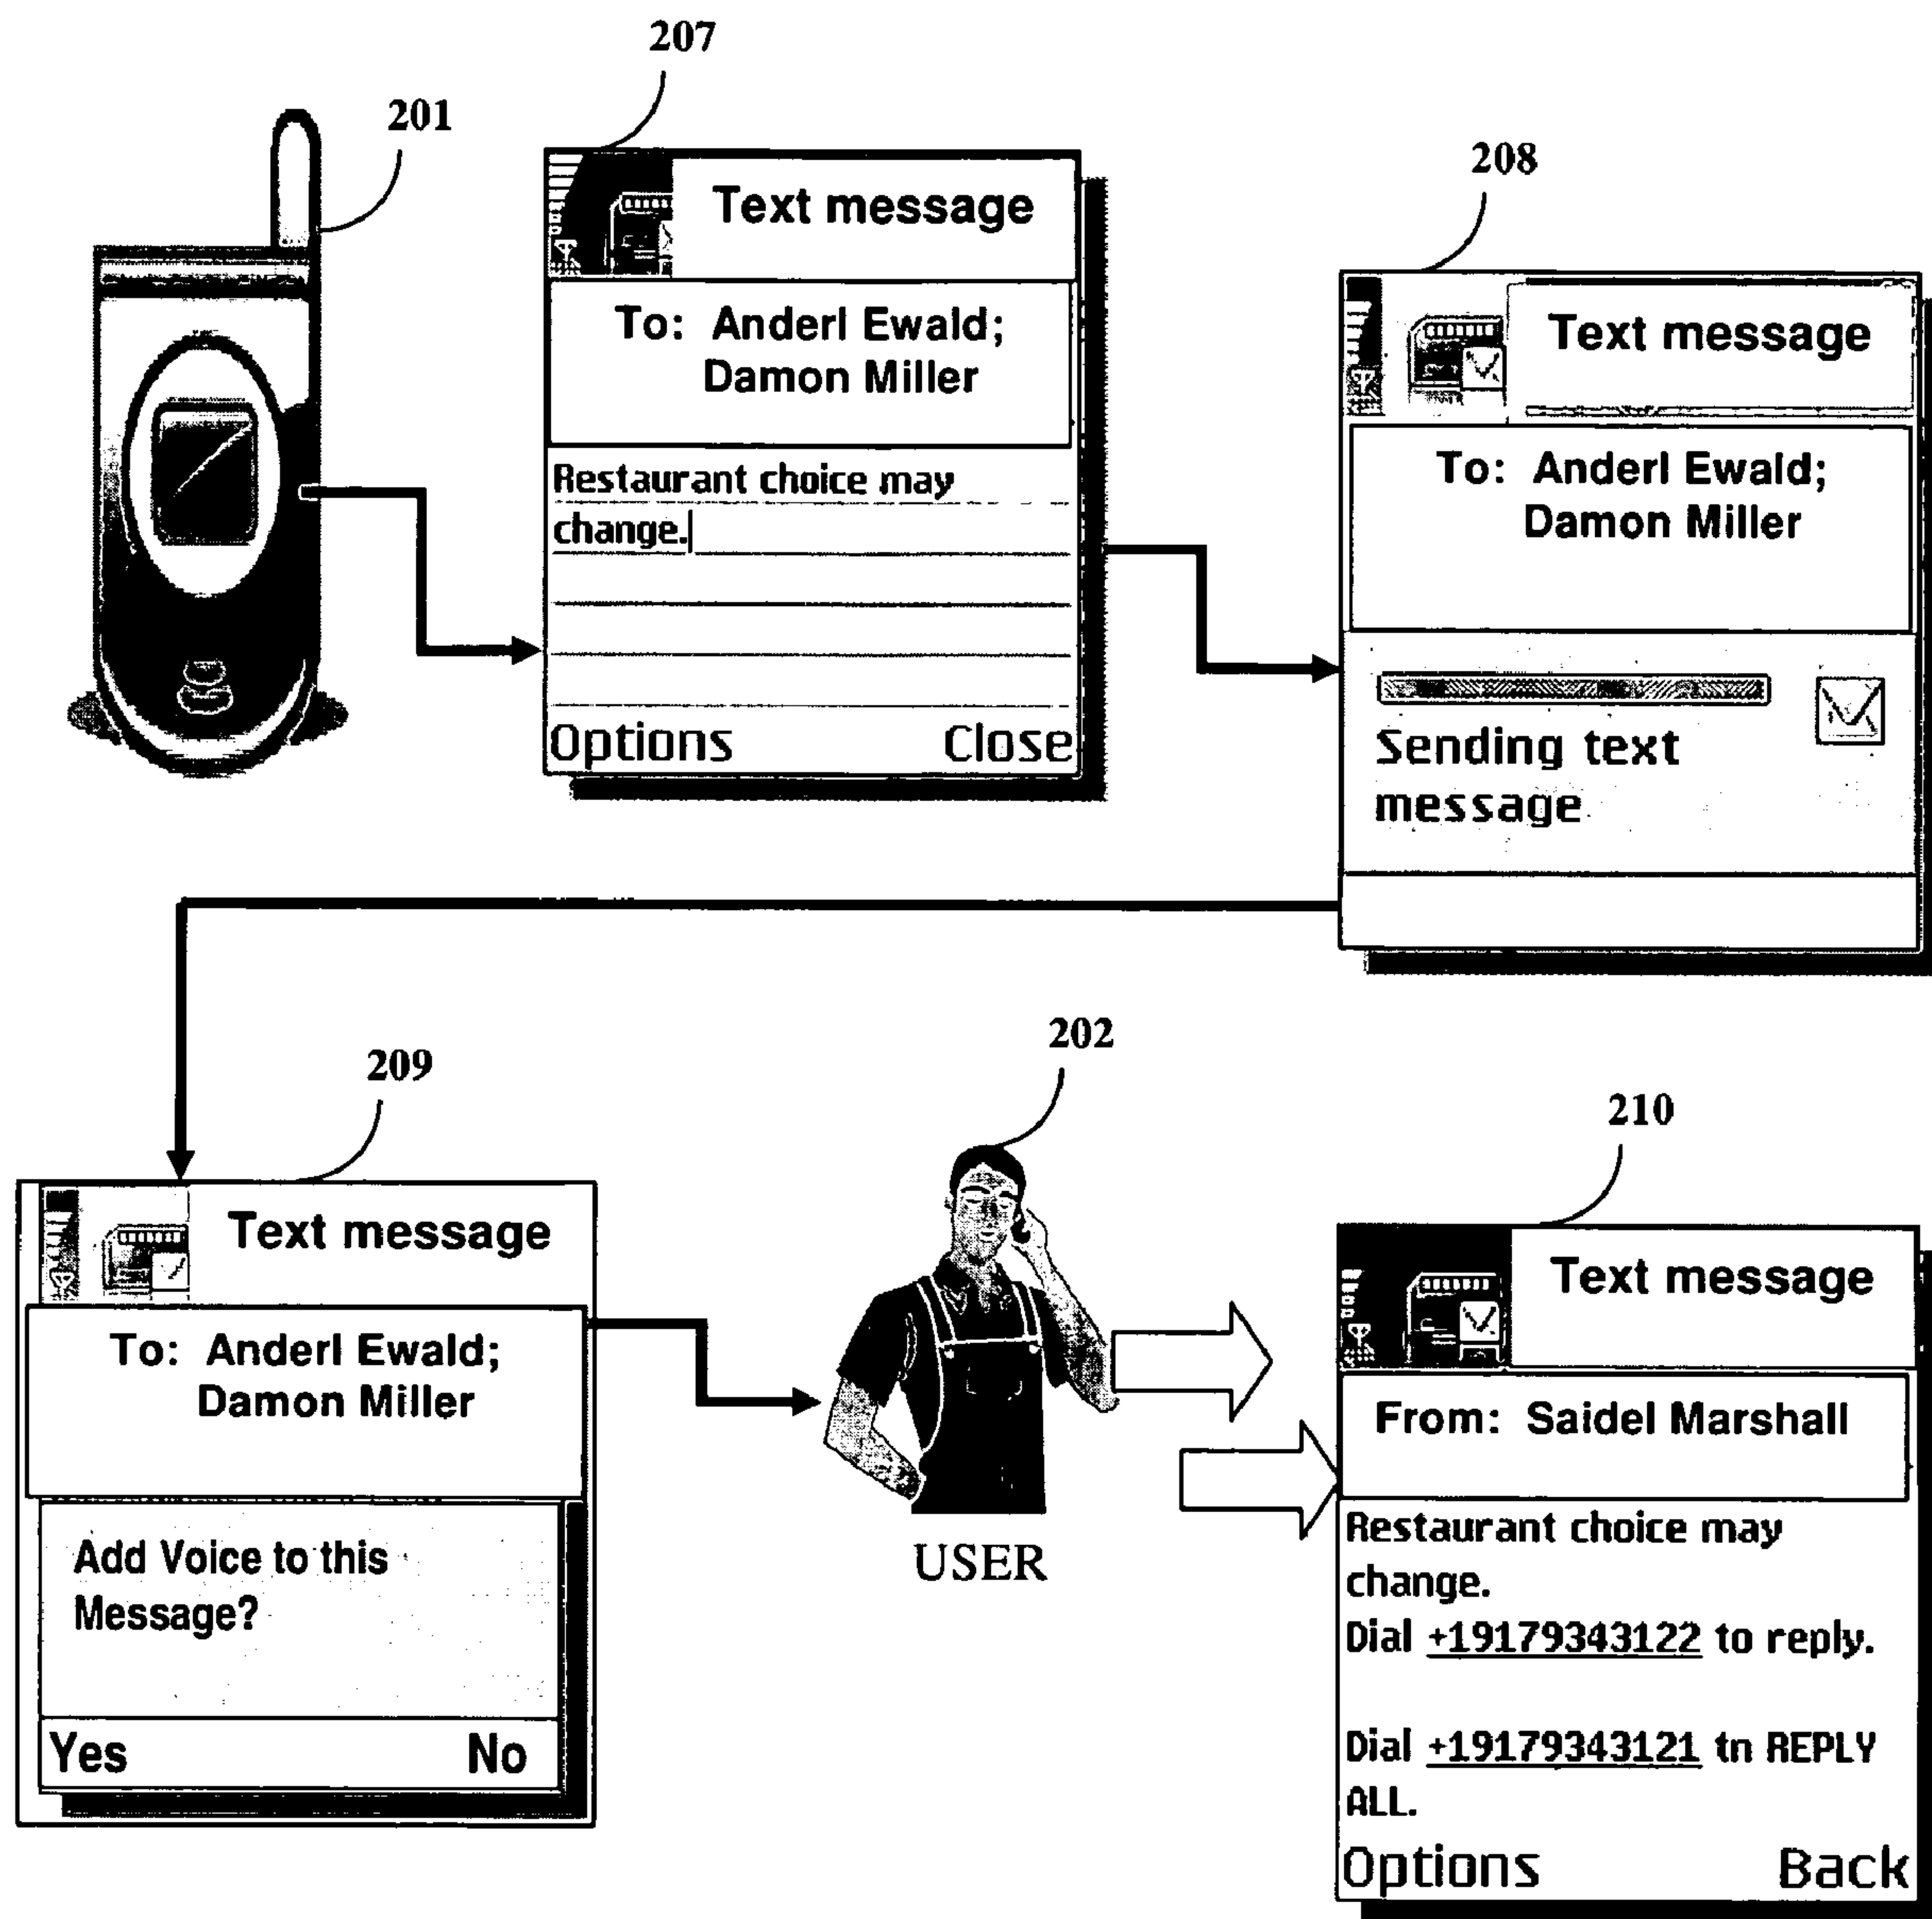 207
201
Text message
To: Anderl Ewald;
Damon Miller
Restaurant choice may
change.
Options Close
208
Text message
To: Anderl Ewald;
Damon Miller
Sending text
message
209
Text message
To: Anderl Ewald;
Damon Miller
Add Voice to this
Message?
Yes No
202
USER
210
Text message
From: Saidel Marshall
Restaurant choice may
change.
Dial +19179343122 to reply.
Dial +19179343121 tn REPLY
ALL.
Options Back